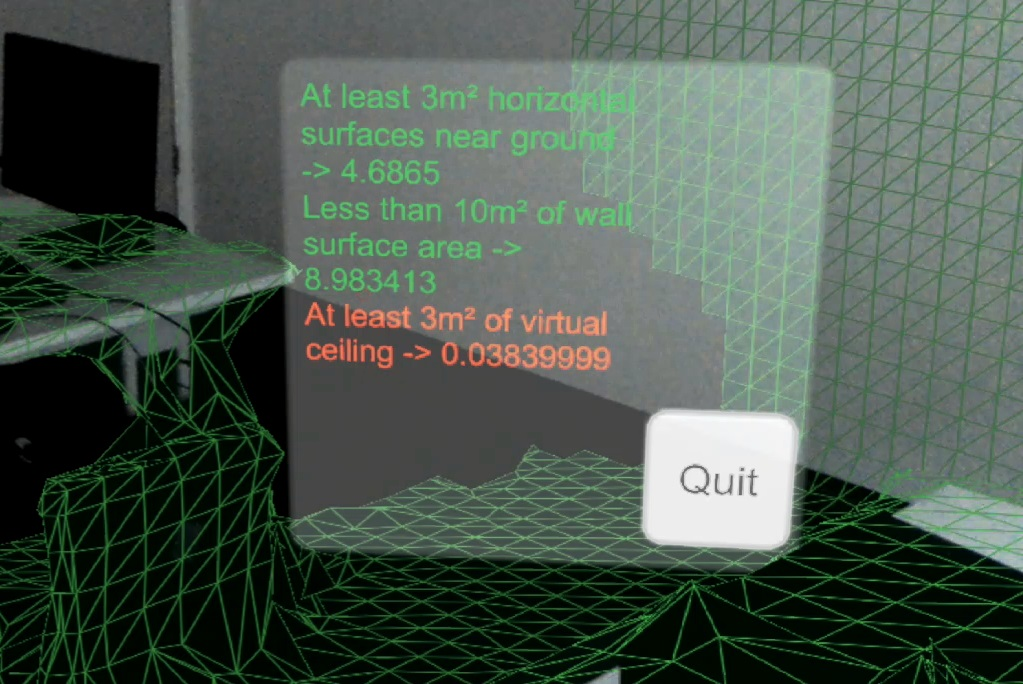 At least 3m² horizontal
surfaces near ground
-> 4.6865
Less than 10m² of wall
surface area ->
8.983413
At least 3m² of virtual
ceiling -> 0.03839999
Quit